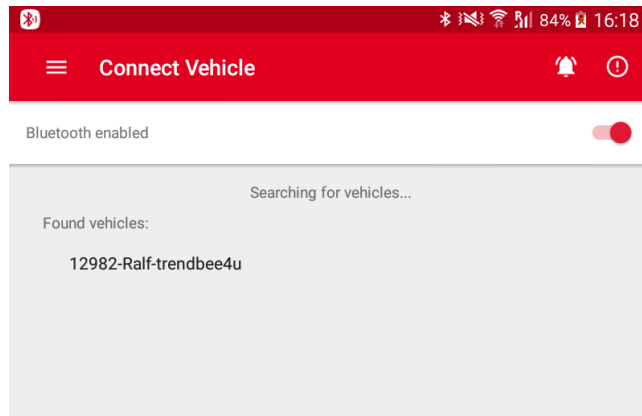 84% 16:18
Connect Vehicle
Bluetooth enabled
Searching for vehicles...
Found vehicles:
12982-Ralf-trendbee4u